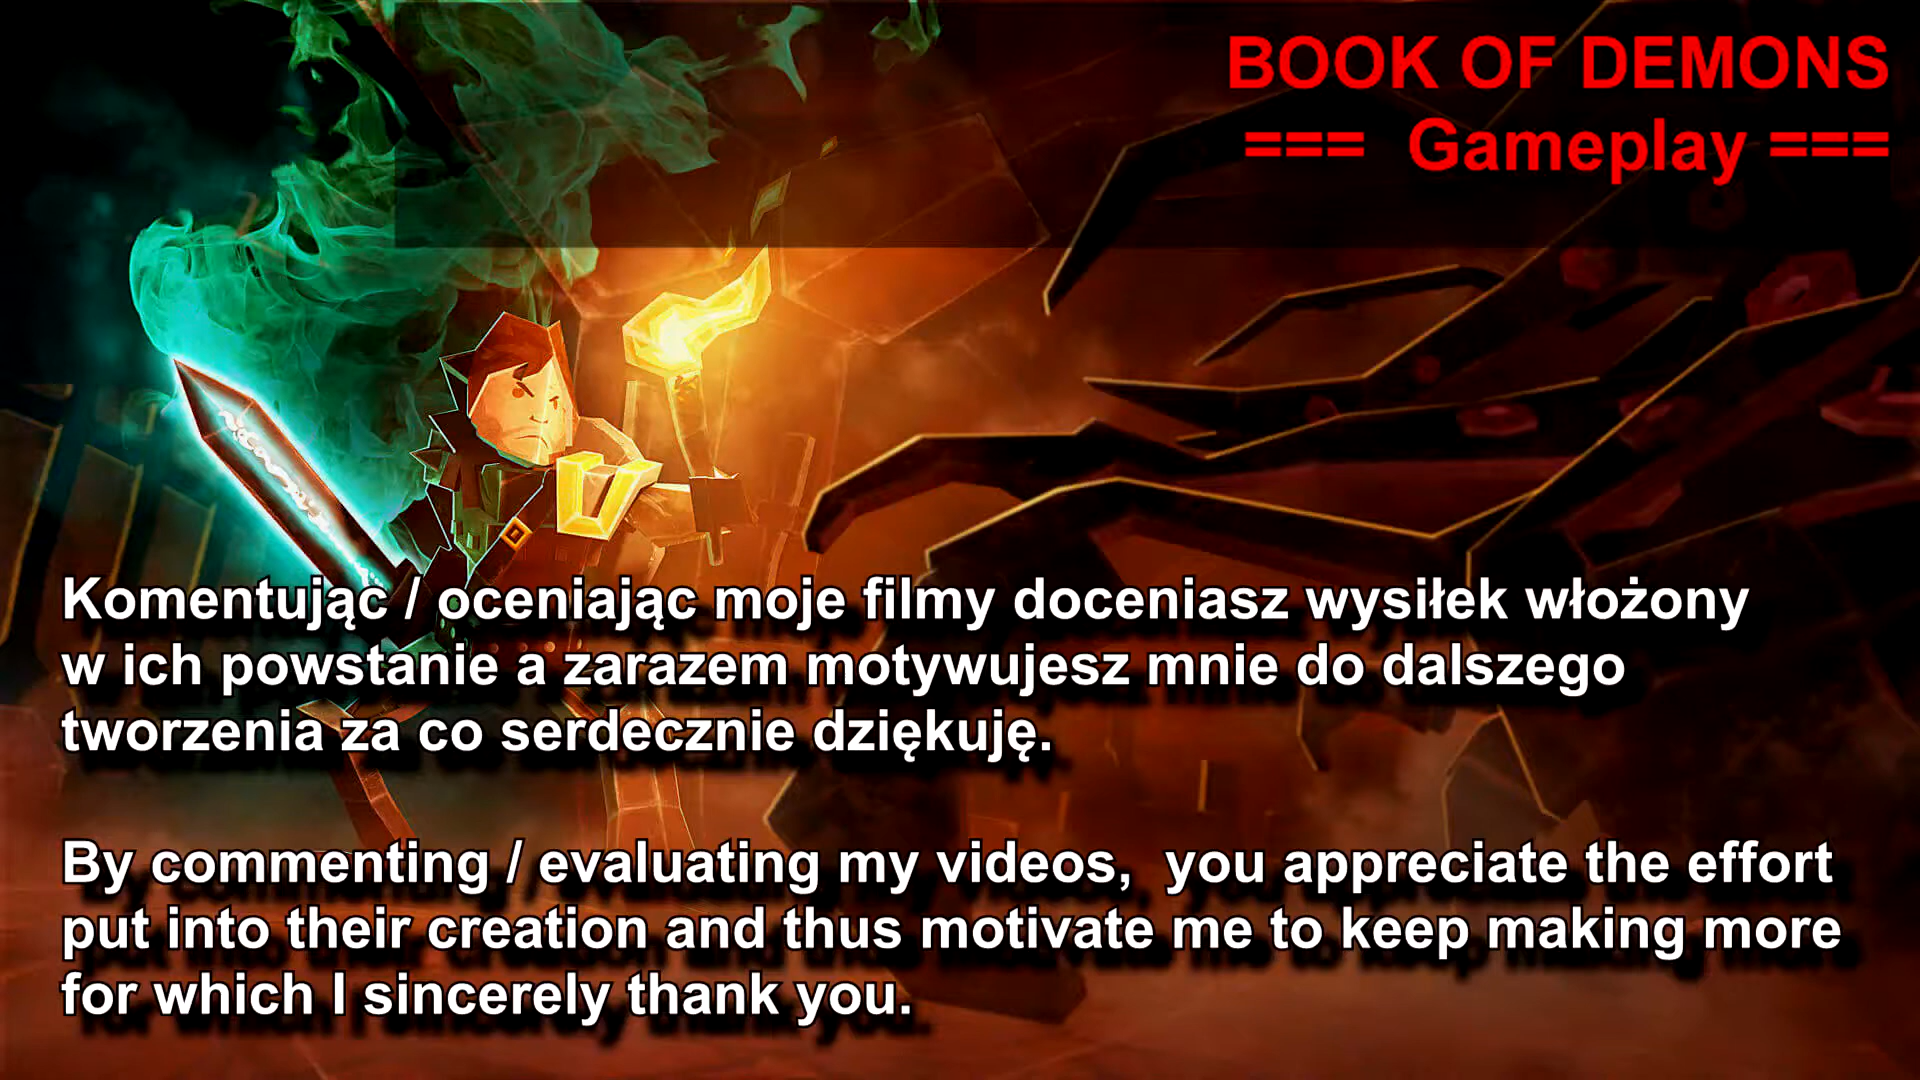 BOOK OF DEMONS
=== Gameplay ===
Komentując / oceniając moje filmy doceniasz wysiłek włożony
w ich powstanie a zarazem motywujesz mnie do dalszego
tworzenia za co serdecznie dziękuję.
By commenting / evaluating my videos, you appreciate the effort
put into their creation and thus motivate me to keep making more
for which I sincerely thank you.